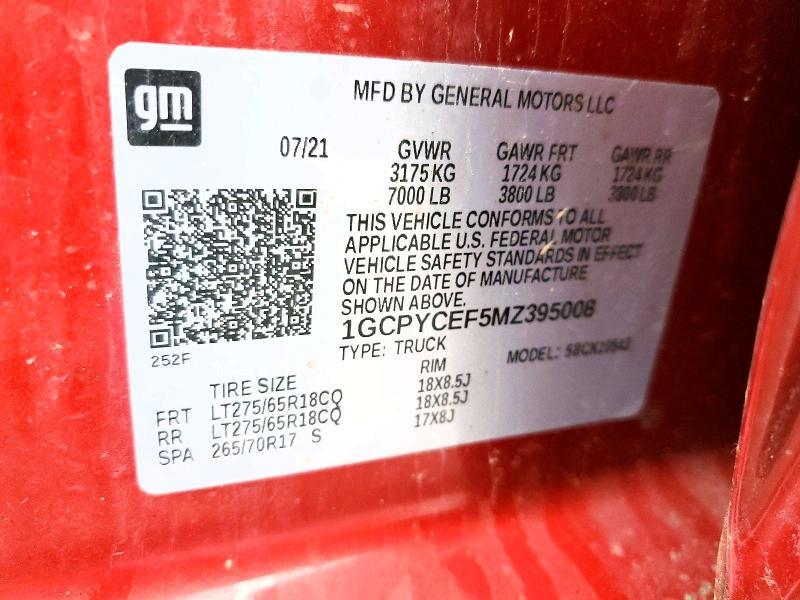 gm
MFD BY GENERAL MOTORS LLC
07/21 GVWR GAWR FRT GAWR RR
3175 KG 1724 KG 1724 KG
7000 LB 3800 LB 3800 LB
THIS VEHICLE CONFORMS TO ALL
APPLICABLE U.S. FEDERAL MOTOR
VEHICLE SAFETY STANDARDS IN EFFECT
ON THE DATE OF MANUFACTURE
SHOWN ABOVE.
1GCPYCEF5MZ395008
252F
TYPE: TRUCK MODEL:
TIRE SIZE RIM
FRT LT275/65R18CQ 18X8.5J
RR LT275/65R18CQ 18X8.5J
SPA 265/70R17 S 17X8J